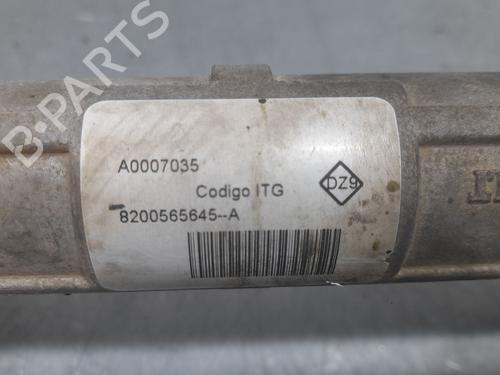 B-PARTS
A0007035
Codigo ITG
DZ9
8200565645--A